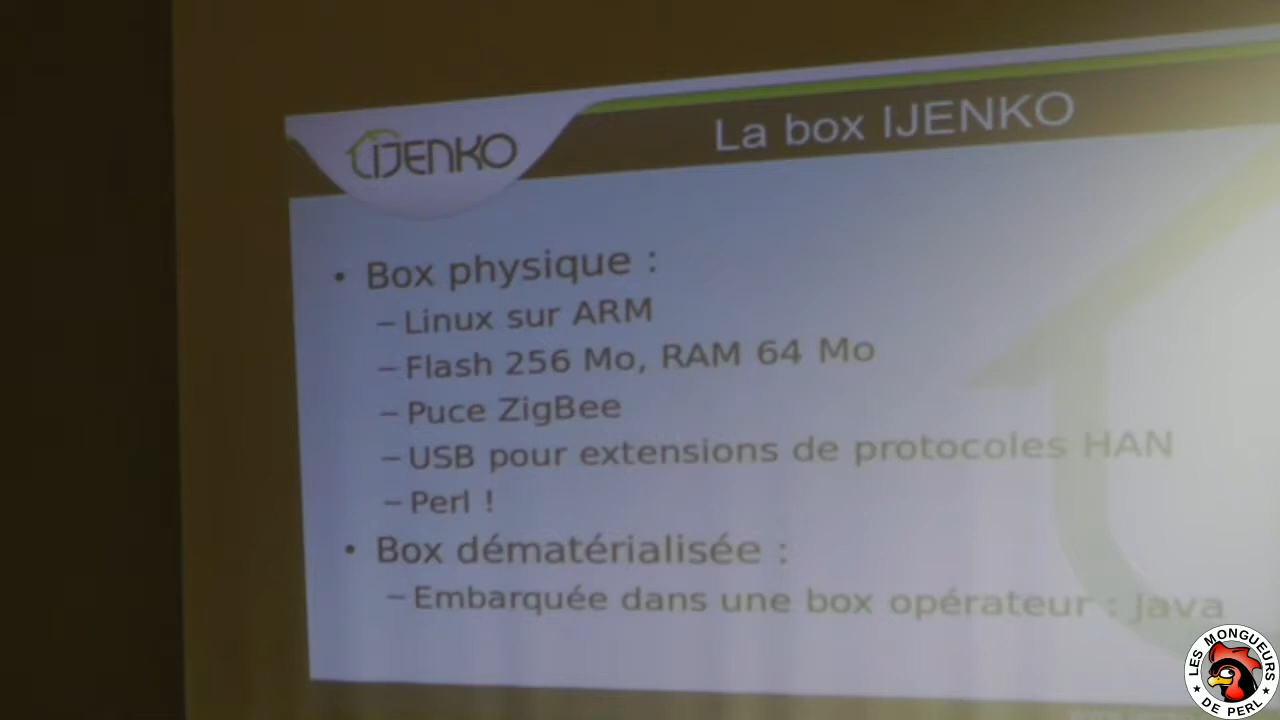 IJENKO
La box IJENKO
• Box physique :
– Linux sur ARM
– Flash 256 Mo, RAM 64 Mo
– Puce ZigBee
– USB pour extensions de protocoles HAN
– Perl !
• Box dématérialisée :
– Embarquée dans une box opérateur : Java
LES MONGUEURS
★ DE PERL ★